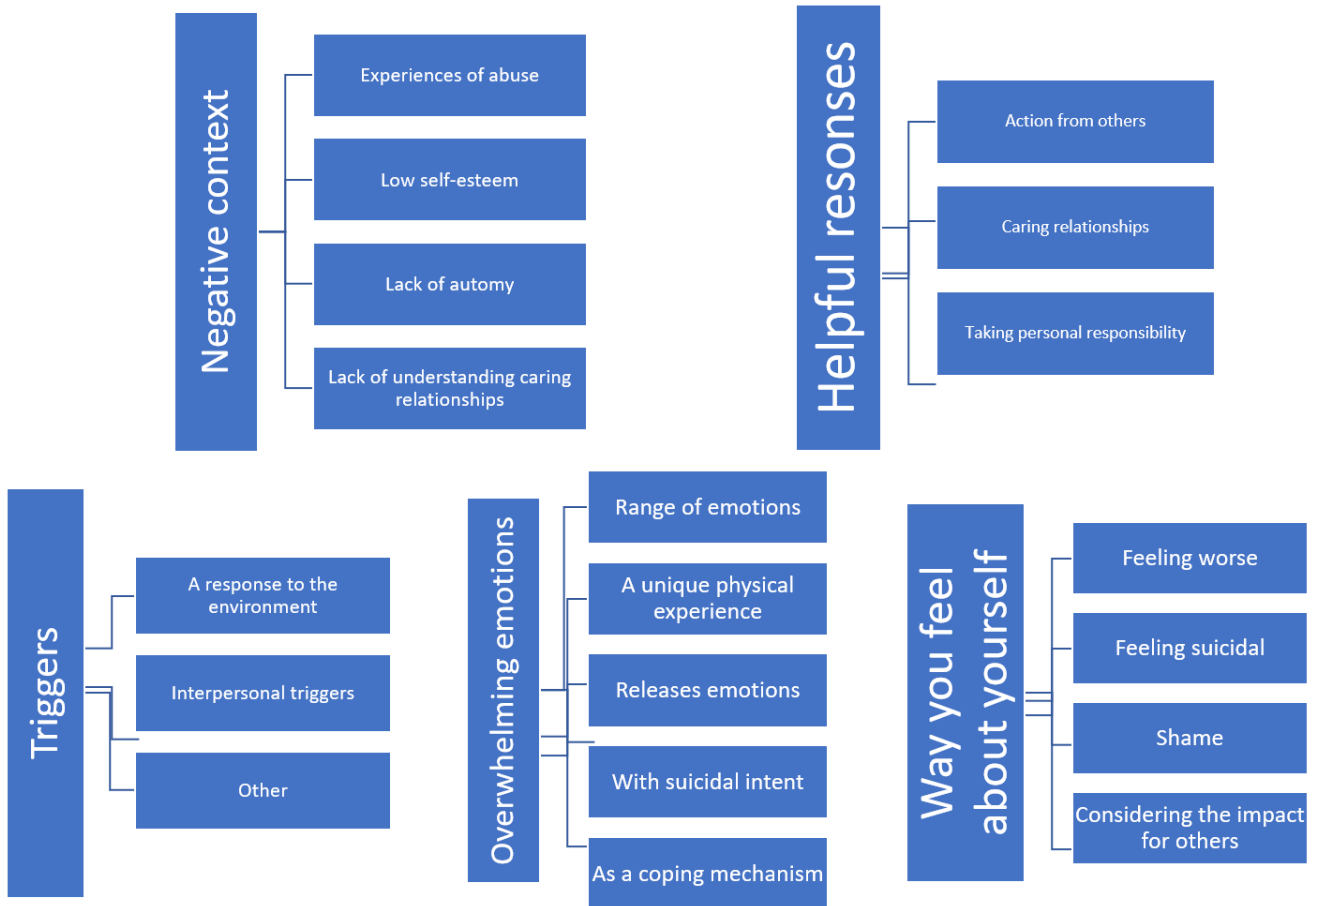 Negative context
Experiences of abuse
Low self-esteem
Lack of automy
Lack of understanding caring
relationships
Helpful resonses
Action from others
Caring relationships
Taking personal responsibility
Triggers
A response to the
environment
Interpersonal triggers
Other
Overwhelming emotions
Range of emotions
A unique physical
experience
Releases emotions
With suicidal intent
As a coping mechanism
Way you feel
about yourself
Feeling worse
Feeling suicidal
Shame
Considering the impact
for others